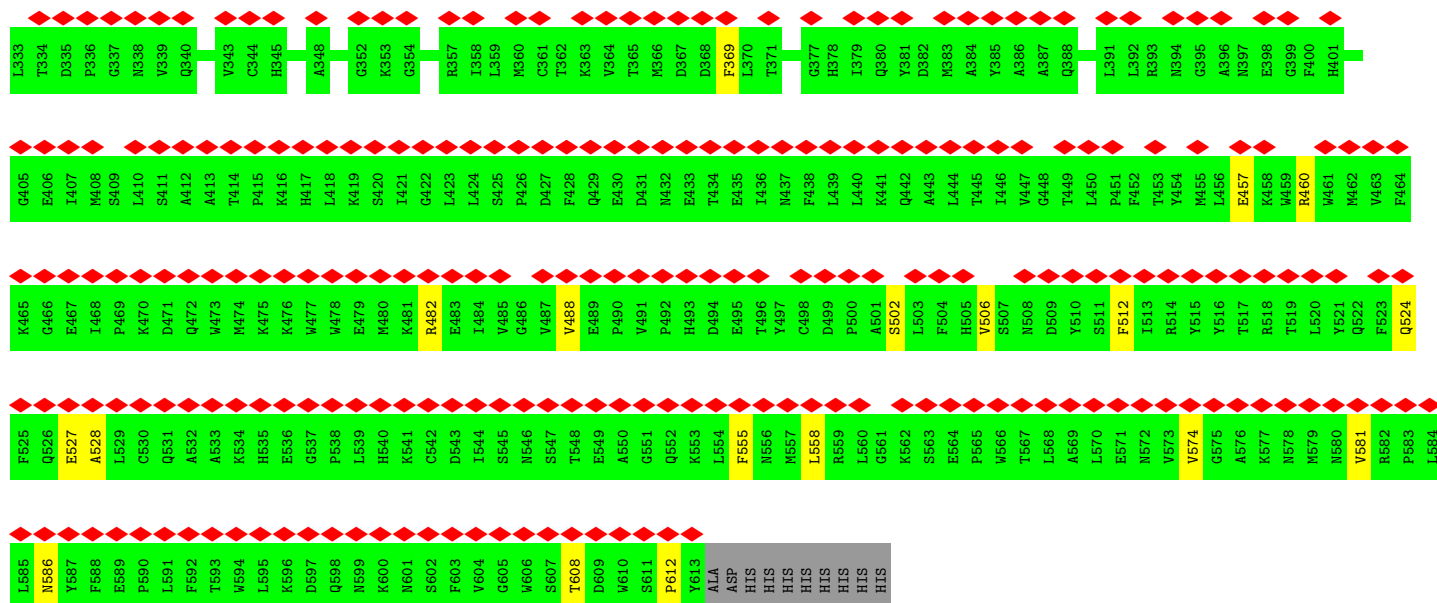 L333 T334 D335 P336 G337 N338 V339 Q340 V343 C344 H345 A348 G352 K353 G354 R357 I358 L359 M360 C361 T362 K363 V364 T365 M366 D367 D368 F369 L370 T371 G377 H378 I379 Q380 Y381 D382 M383 A384 Y385 A386 A387 Q388 L391 L392 R393 N394 G395 A396 N397 E398 G399 F400 H401
G405 E406 I407 M408 S409 L410 S411 A412 A413 T414 P415 K416 H417 L418 K419 S420 I421 G422 L423 L424 S425 P426 D427 F428 Q429 E430 D431 N432 E433 T434 E435 I436 N437 F438 L439 L440 K441 Q442 A443 L444 T445 I446 V447 G448 T449 L450 P451 F452 T453 Y454 M455 L456 E457 K458 W459 R460 W461 M462 V463 F464
K465 G466 E467 I468 P469 K470 D471 Q472 W473 M474 K475 K476 W477 W478 E479 M480 K481 R482 E483 I484 V485 G486 V487 V488 E489 P490 V491 P492 H493 D494 E495 T496 Y497 C498 D499 P500 A501 S502 L503 F504 H505 V506 S507 N508 D509 Y510 S511 F512 I513 R514 Y515 Y516 T517 R518 T519 L520 Y521 Q522 F523 Q524
F525 Q526 E527 A528 L529 C530 Q531 A532 A533 K534 H535 E536 G537 P538 L539 H540 K541 C542 D543 I544 S545 N546 S547 T548 E549 A550 G551 Q552 K553 L554 F555 N556 M557 L558 R559 L560 G561 K562 S563 E564 P565 W566 T567 L568 A569 L570 E571 N572 V573 V574 G575 A576 K577 N578 M579 N580 V581 R582 P583 L584
L585 N586 Y587 F588 E589 P590 L591 F592 T593 W594 L595 K596 D597 Q598 N599 K600 N601 S602 F603 V604 G605 W606 S607 T608 D609 W610 S611 P612 Y613 ALA ASP HIS HIS HIS HIS HIS HIS